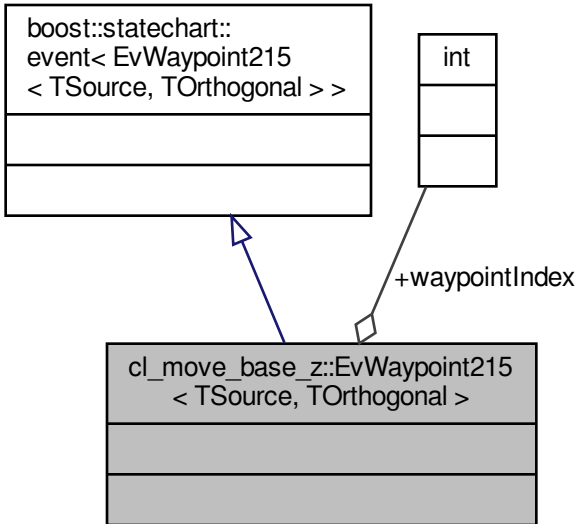 boost::statechart::
event< EvWaypoint215
< TSource, TOrthogonal > >
int
+waypointIndex
cl_move_base_z::EvWaypoint215
< TSource, TOrthogonal >